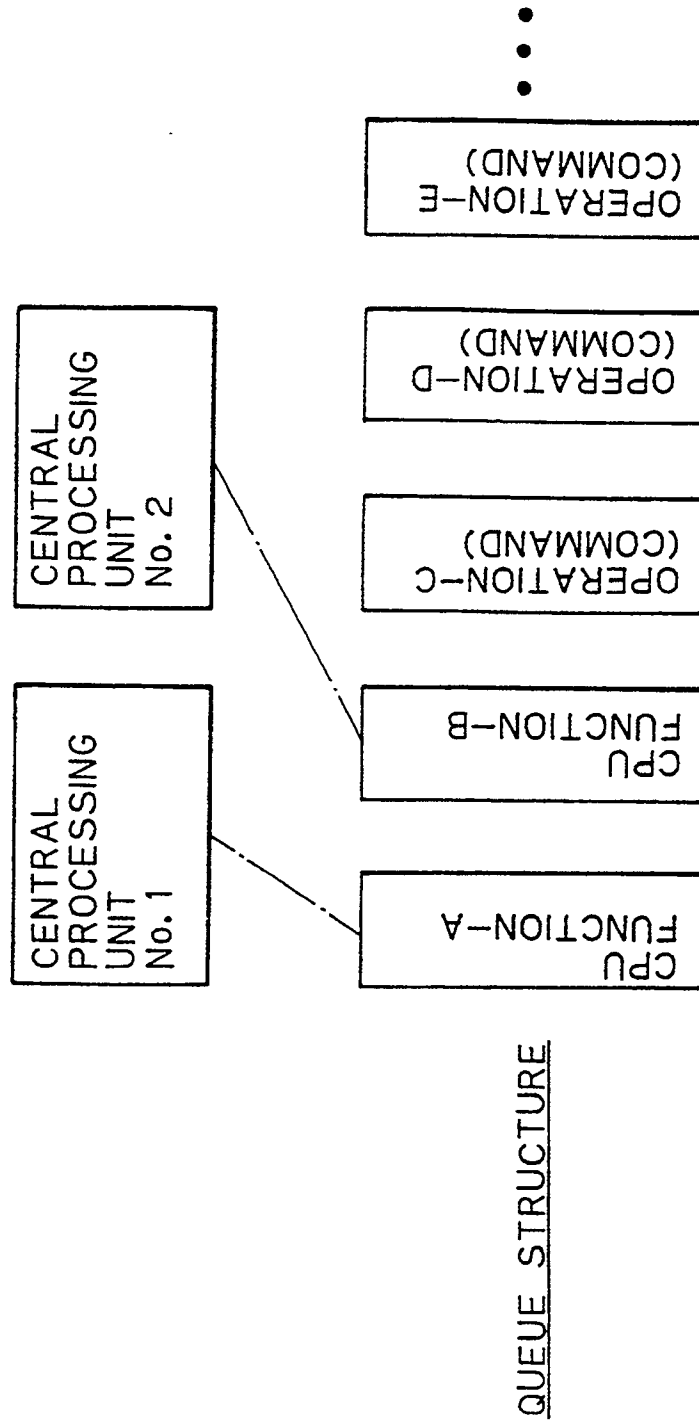 CENTRAL
PROCESSING
UNIT
No. 1
CENTRAL
PROCESSING
UNIT
No. 2
QUEUE STRUCTURE
CPU
FUNCTION-A
CPU
FUNCTION-B
OPERATION-C
(COMMAND)
OPERATION-D
(COMMAND)
OPERATION-E
(COMMAND)